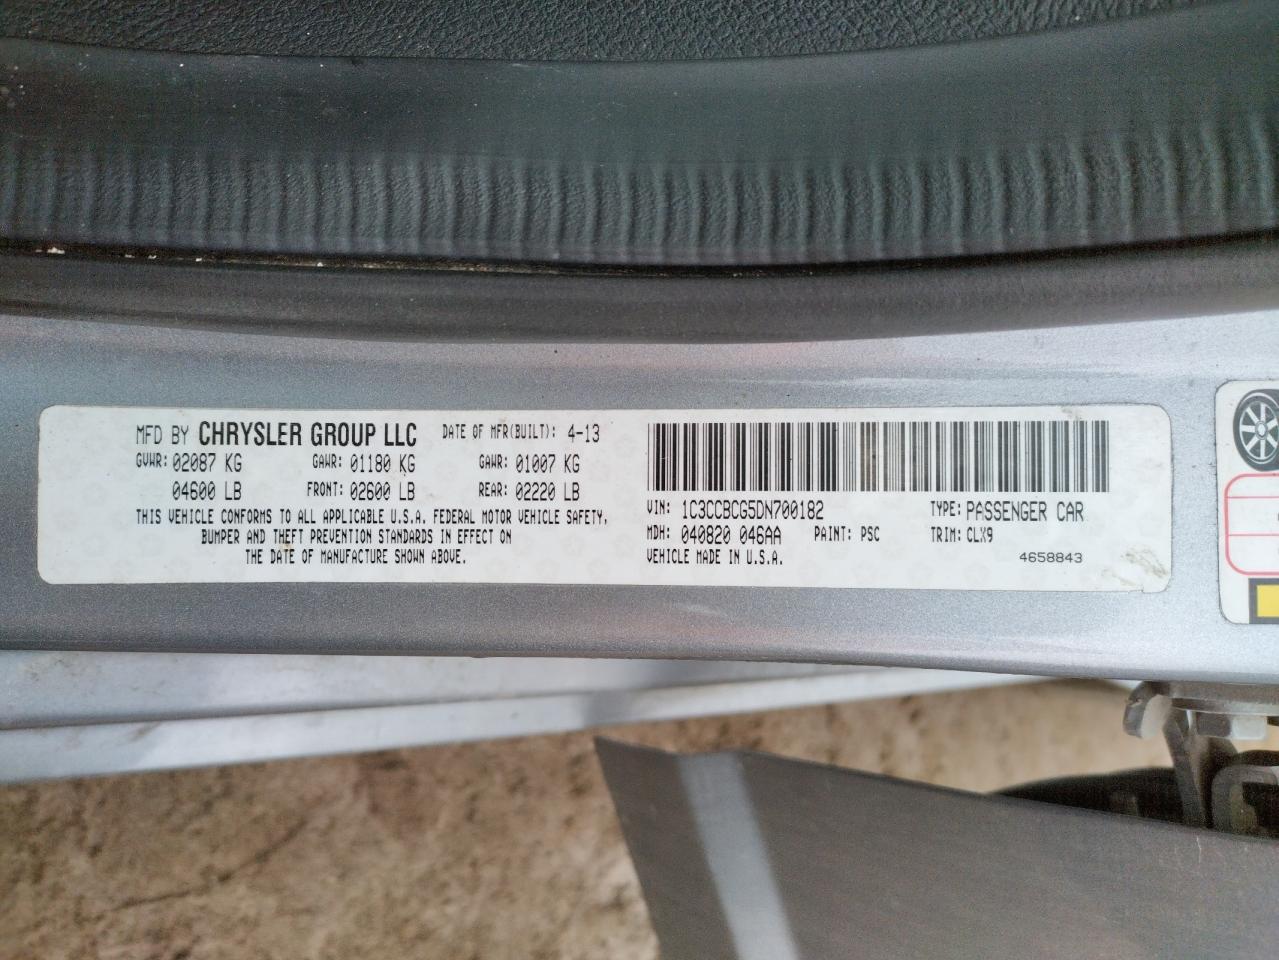 MFD BY CHRYSLER GROUP LLC DATE OF MFR(BUILT): 4-13
GVWR: 02087 KG GAWR: 01180 KG GAWR: 01007 KG
04600 LB FRONT: 02600 LB REAR: 02220 LB
THIS VEHICLE CONFORMS TO ALL APPLICABLE U.S.A. FEDERAL MOTOR VEHICLE SAFETY,
BUMPER AND THEFT PREVENTION STANDARDS IN EFFECT ON
THE DATE OF MANUFACTURE SHOWN ABOVE.
VIN: 1C3CCBCG5DN700182 TYPE: PASSENGER CAR
MDH: 040820 046AA PAINT: PSC TRIM: CLX9
VEHICLE MADE IN U.S.A. 4658843